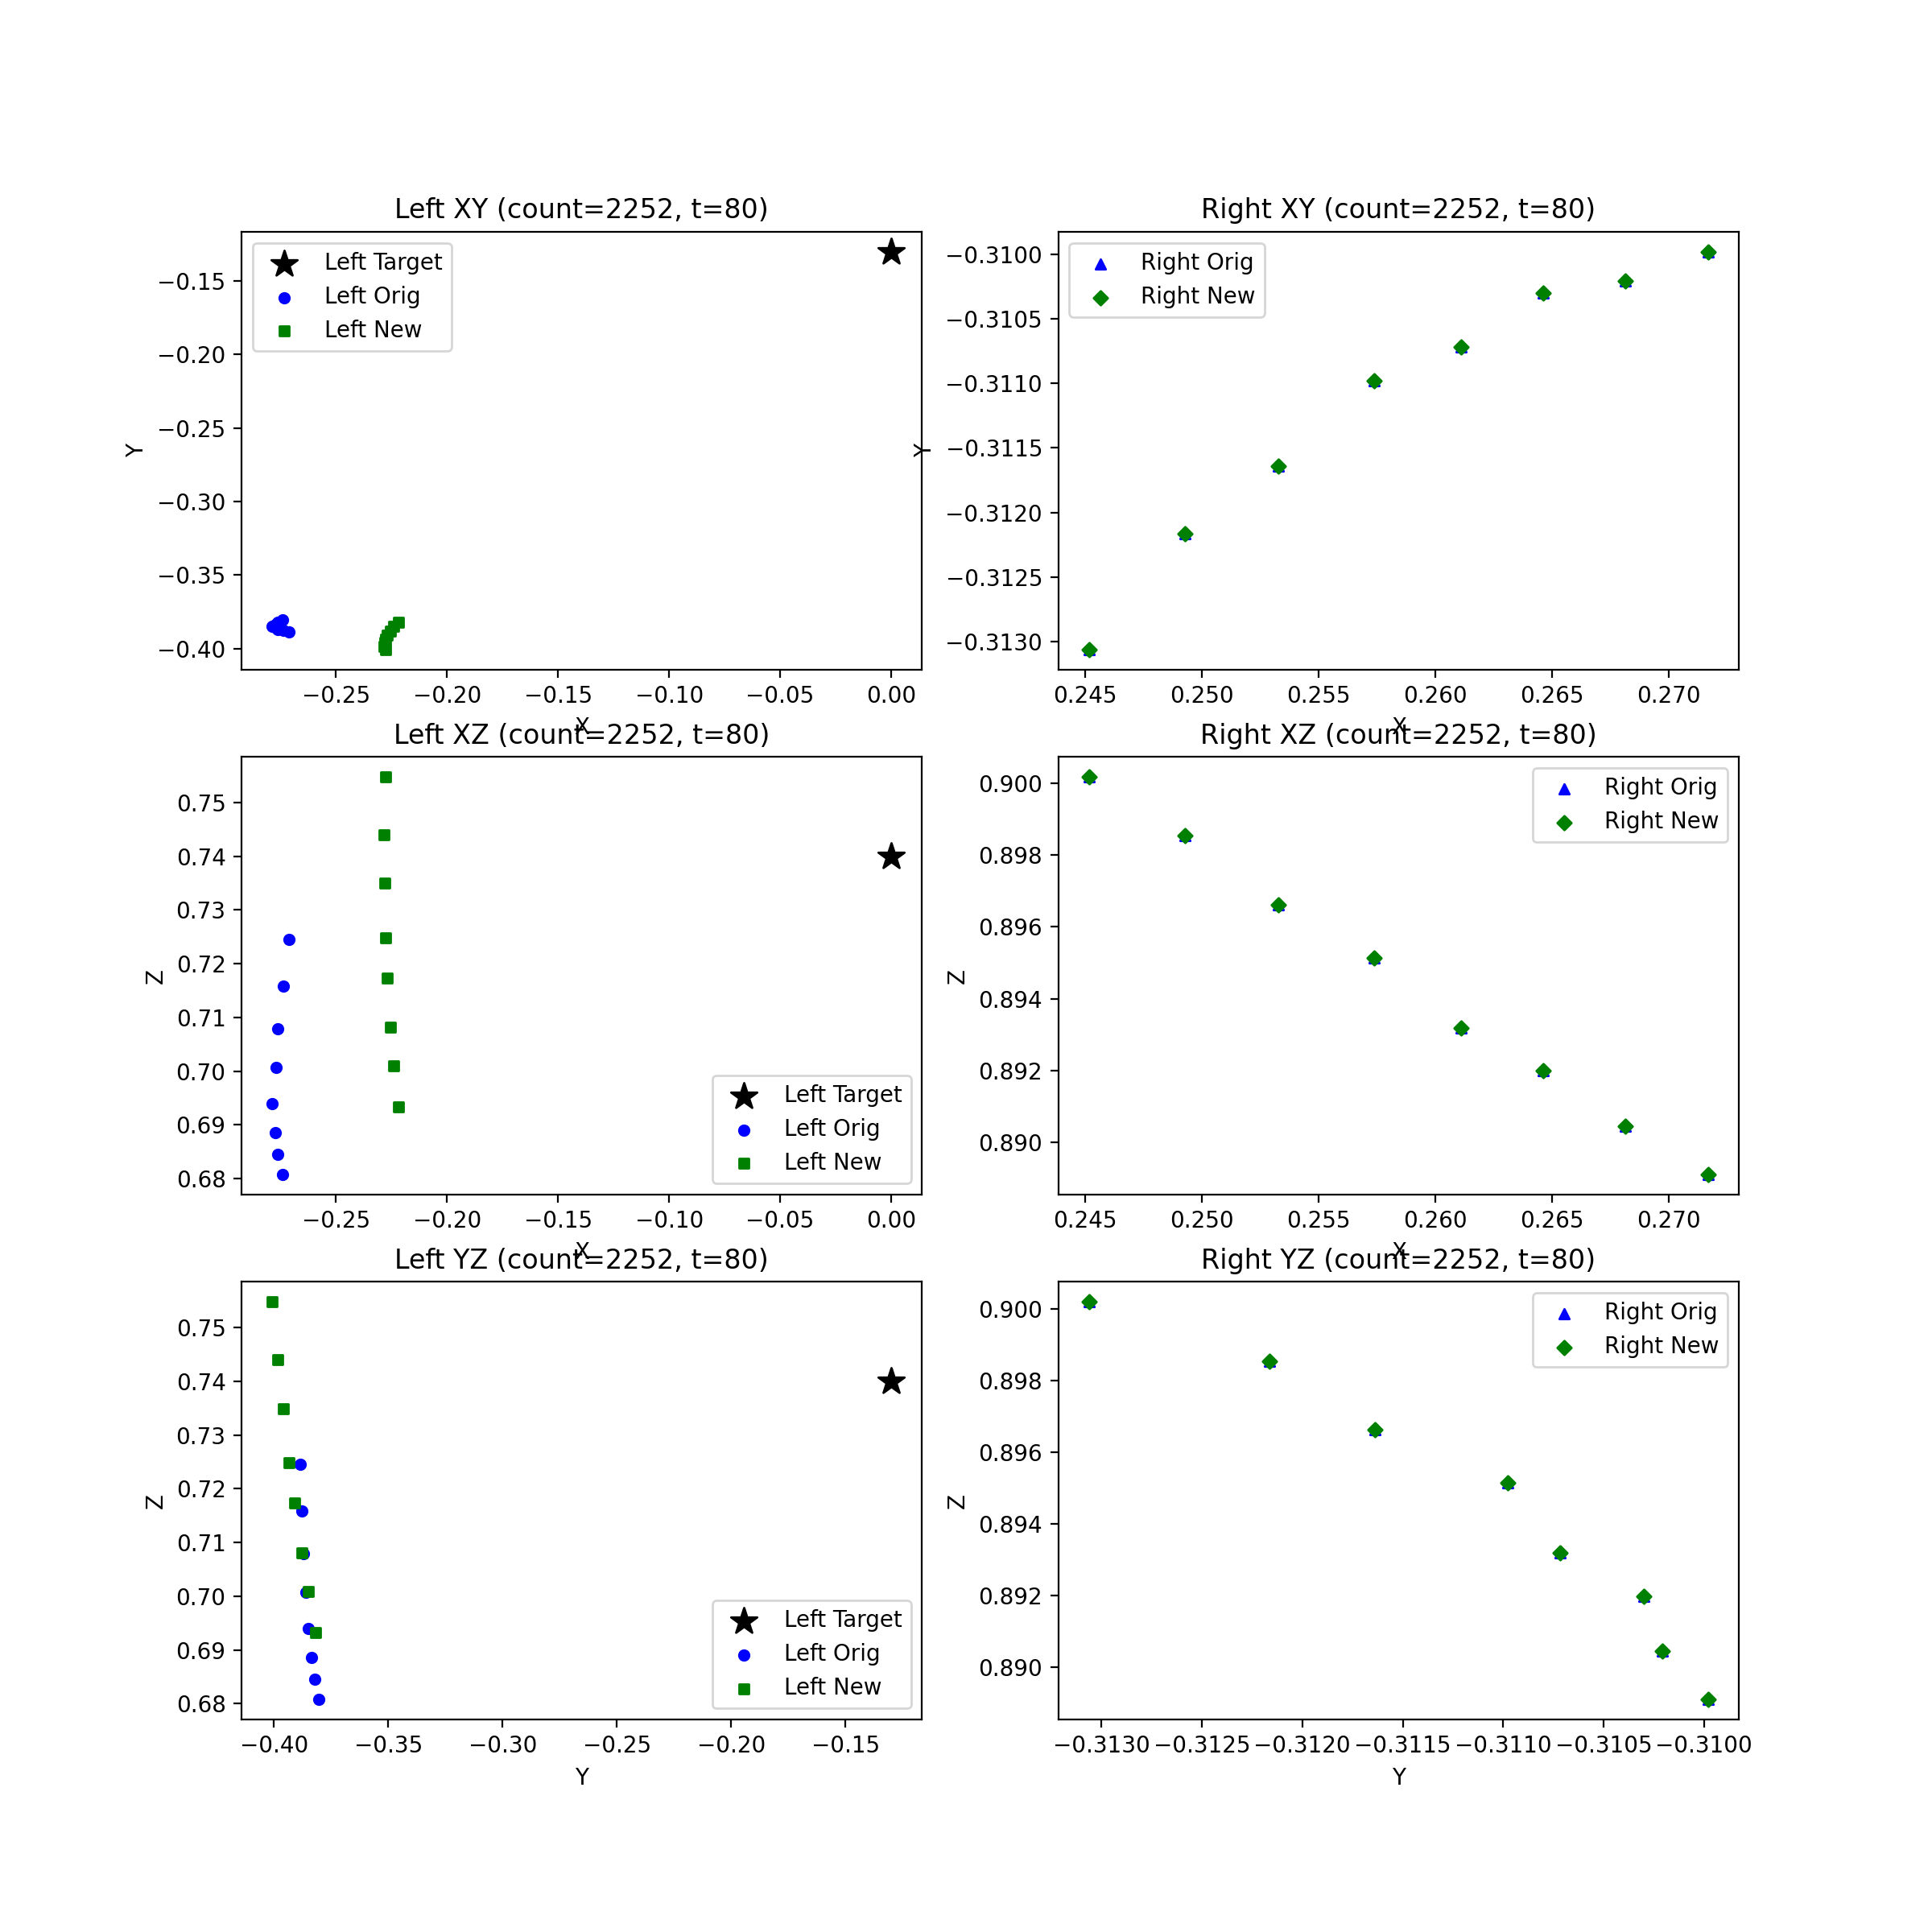 Left XY (count=2252, t=80)
Left Target
Left Orig
Left New
−0.15
−0.20
−0.25
−0.30
−0.35
−0.40
Y
−0.25 −0.20 −0.15 −0.10 −0.05 0.00
X
Right XY (count=2252, t=80)
Right Orig
Right New
−0.3100
−0.3105
−0.3110
−0.3115
−0.3120
−0.3125
−0.3130
Y
0.245 0.250 0.255 0.260 0.265 0.270
X
Left XZ (count=2252, t=80)
0.75
0.74
0.73
0.72
0.71
0.70
0.69
0.68
Z
Left Target
Left Orig
Left New
−0.25 −0.20 −0.15 −0.10 −0.05 0.00
X
Right XZ (count=2252, t=80)
Right Orig
Right New
0.900
0.898
0.896
0.894
0.892
0.890
Z
0.245 0.250 0.255 0.260 0.265 0.270
X
Left YZ (count=2252, t=80)
0.75
0.74
0.73
0.72
0.71
0.70
0.69
0.68
Z
Left Target
Left Orig
Left New
−0.40 −0.35 −0.30 −0.25 −0.20 −0.15
Y
Right YZ (count=2252, t=80)
Right Orig
Right New
0.900
0.898
0.896
0.894
0.892
0.890
Z
−0.3130 −0.3125 −0.3120 −0.3115 −0.3110 −0.3105 −0.3100
Y